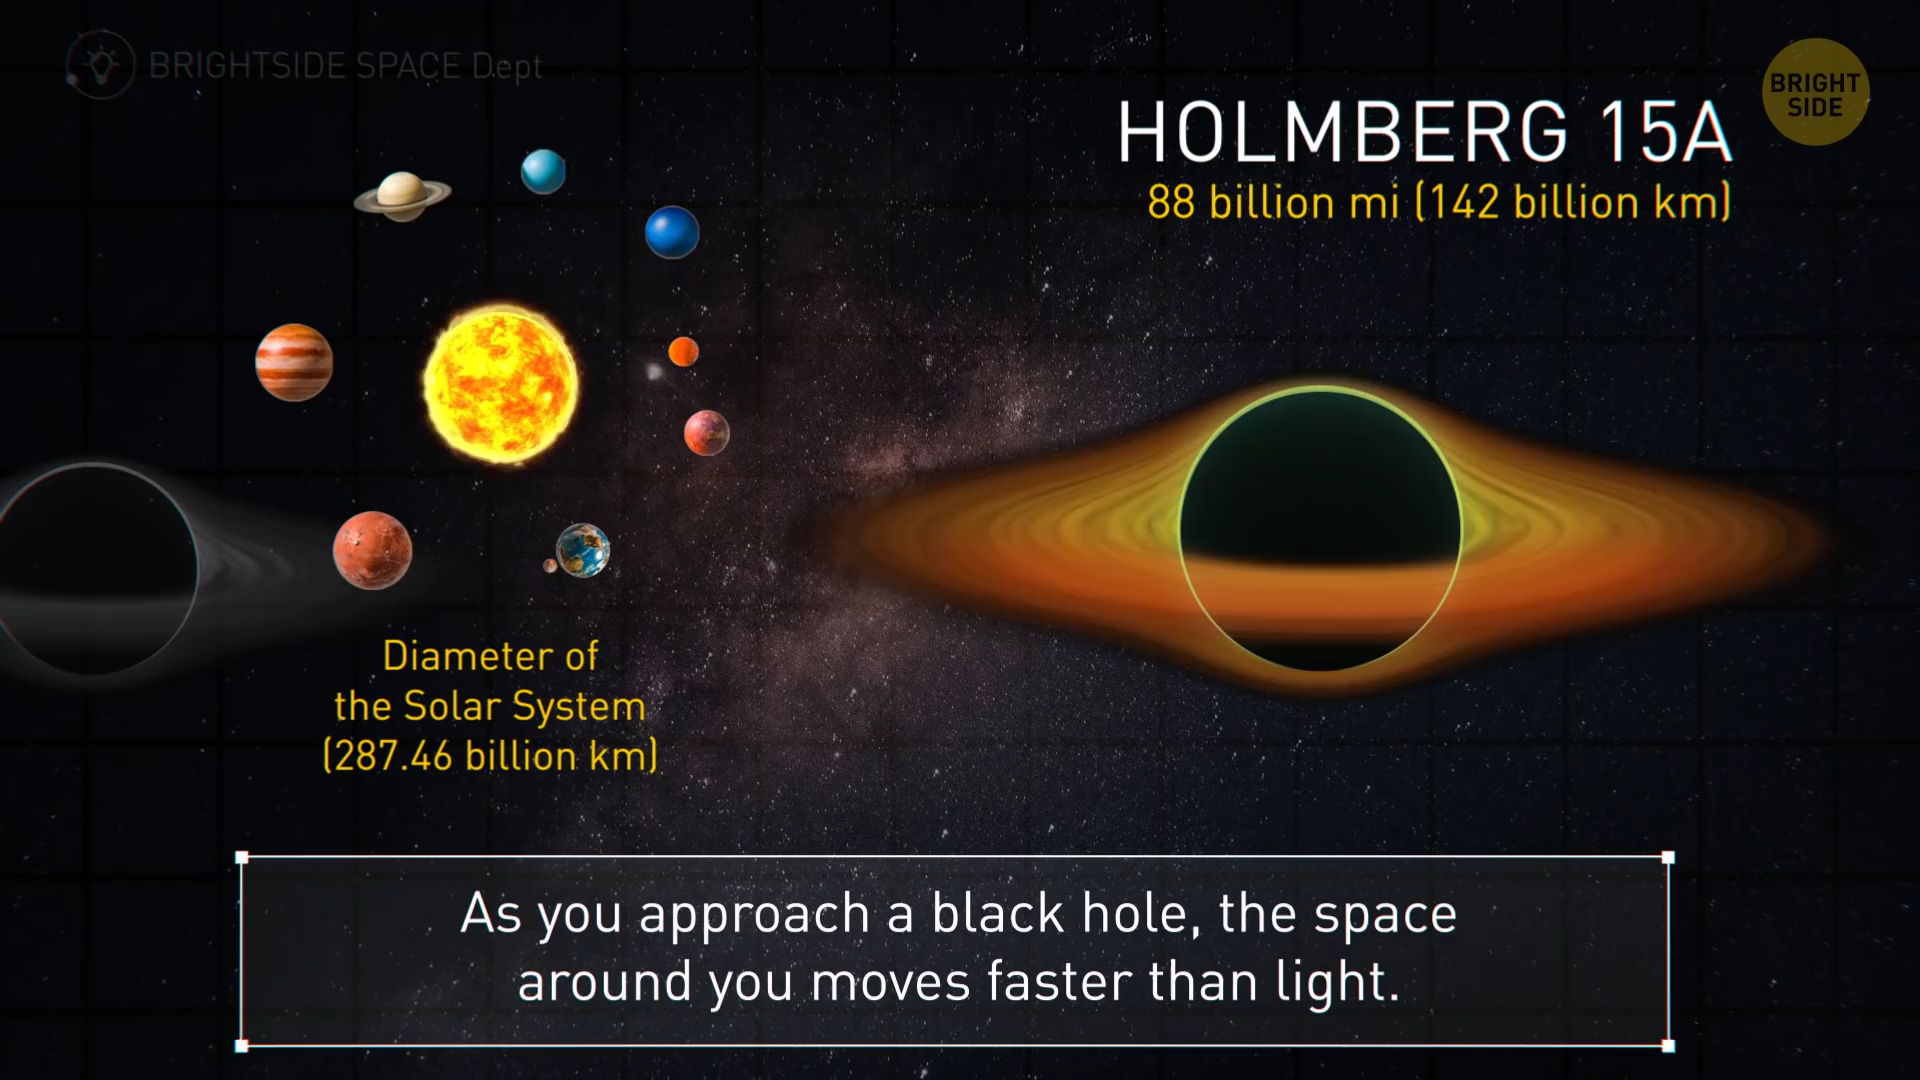 BRIGHTSIDE SPACE Dept
BRIGHT
SIDE
HOLMBERG 15A
88 billion mi (142 billion km)
Diameter of
the Solar System
(287.46 billion km)
As you approach a black hole, the space
around you moves faster than light.